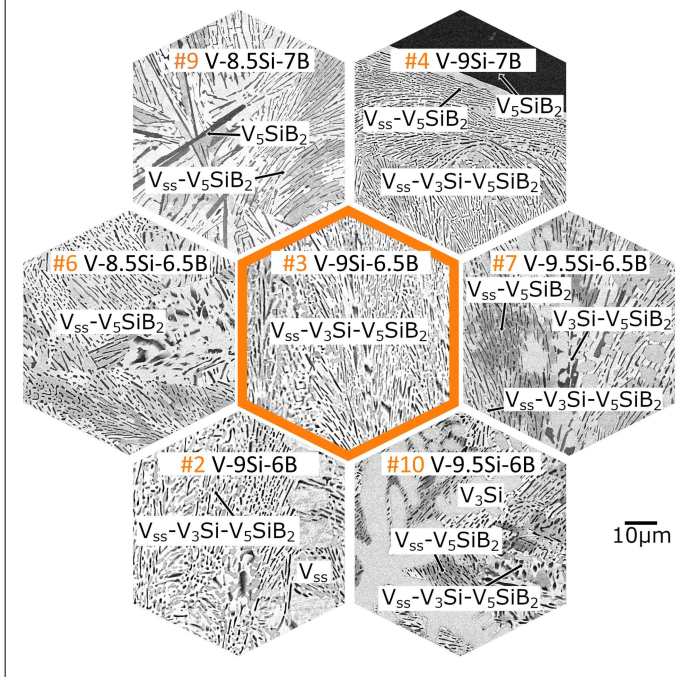 #9 V-8.5Si-7B
V₅SiB₂
Vss-V₅SiB₂
#4 V-9Si-7B
V₅SiB₂
Vss-V₅SiB₂
Vss-V₃Si-V₅SiB₂
#6 V-8.5Si-6.5B
Vss-V₅SiB₂
#3 V-9Si-6.5B
Vss-V₃Si-V₅SiB₂
#7 V-9.5Si-6.5B
Vss-V₅SiB₂
V₃Si-V₅SiB₂
Vss-V₃Si-V₅SiB₂
#2 V-9Si-6B
Vss-V₃Si-V₅SiB₂
Vss
#10 V-9.5Si-6B
V₃Si
Vss-V₅SiB₂
Vss-V₃Si-V₅SiB₂
10μm